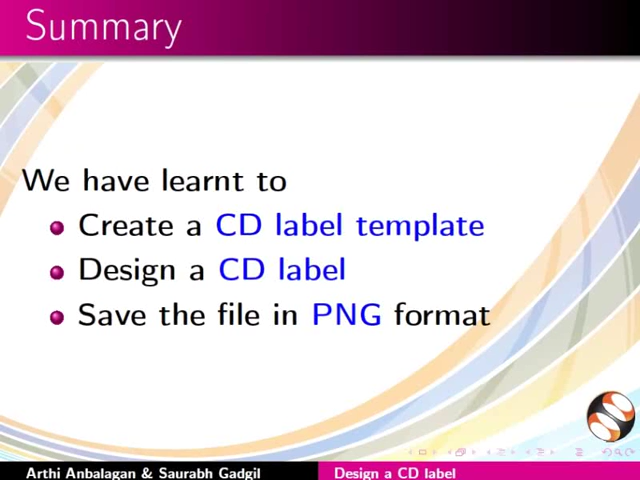 Summary
We have learnt to
Create a CD label template
Design a CD label
Save the file in PNG format
Arthi Anbalagan & Saurabh Gadgil
Design a CD label